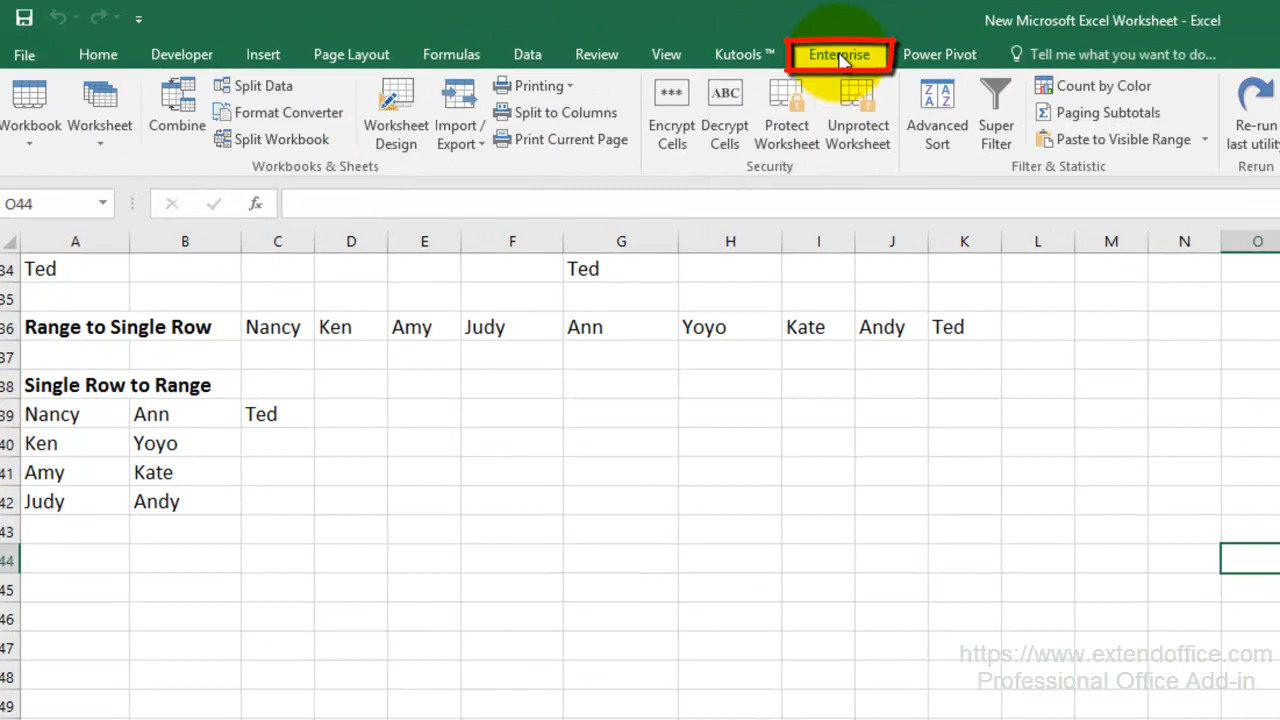 New Microsoft Excel Worksheet - Excel
File Home Developer Insert Page Layout Formulas Data Review View Kutools ™ Enterprise Power Pivot Tell me what you want to do...
Workbook
Worksheet
Combine
Split Data
Format Converter
Split Workbook
Worksheet
Design
Import /
Export
Printing
Split to Columns
Print Current Page
Workbooks & Sheets
***
Encrypt
Cells
ABC
Decrypt
Cells
Protect
Worksheet
Unprotect
Worksheet
Security
Advanced
Sort
Super
Filter
Count by Color
Paging Subtotals
Paste to Visible Range
Filter & Statistic
Re-run
last utility
Rerun
O44 fx
A B C D E F G H I J K L M N O
34 Ted Ted
35
36 Range to Single Row Nancy Ken Amy Judy Ann Yoyo Kate Andy Ted
37
38 Single Row to Range
39 Nancy Ann Ted
40 Ken Yoyo
41 Amy Kate
42 Judy Andy
43
44
45
46
47
48
49
https://www.extendoffice.com
Professional Office Add-in